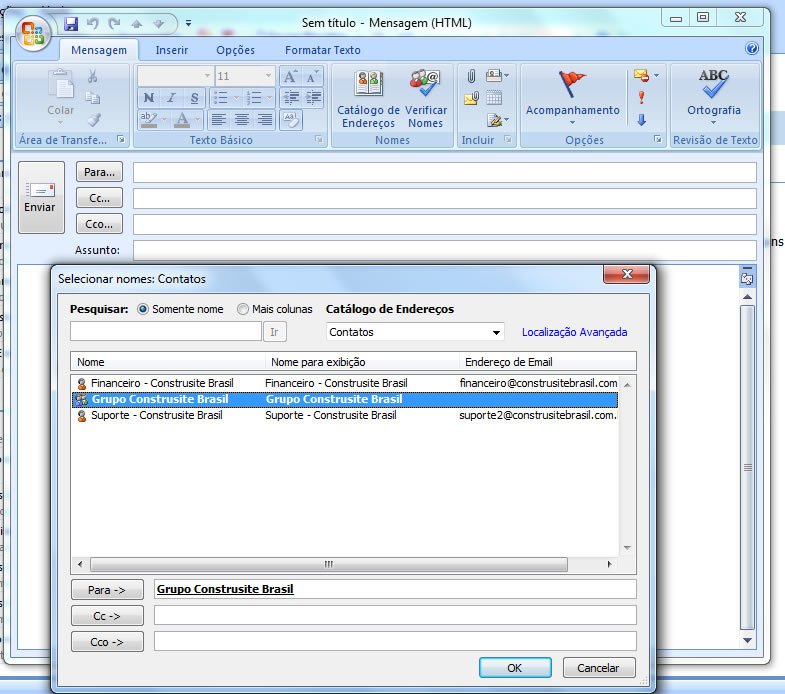 Sem título - Mensagem (HTML)
Mensagem Inserir Opções Formatar Texto
Colar
Área de Transfe...
11
N I S
ab
A
Texto Básico
Catálogo de Endereços
Verificar Nomes
Nomes
Incluir
Acompanhamento
Opções
ABC
Ortografia
Revisão de Texto
Enviar
Para...
Cc...
Cco...
Assunto:
ns
Selecionar nomes: Contatos
Pesquisar: Somente nome Mais colunas Catálogo de Endereços
Ir Contatos Localização Avançada
Nome Nome para exibição Endereço de Email
Financeiro - Construsite Brasil Financeiro - Construsite Brasil financeiro@construsitebrasil.com
Grupo Construsite Brasil Grupo Construsite Brasil
Suporte - Construsite Brasil Suporte - Construsite Brasil suporte2@construsitebrasil.com.
Para -> Grupo Construsite Brasil
Cc ->
Cco ->
OK Cancelar